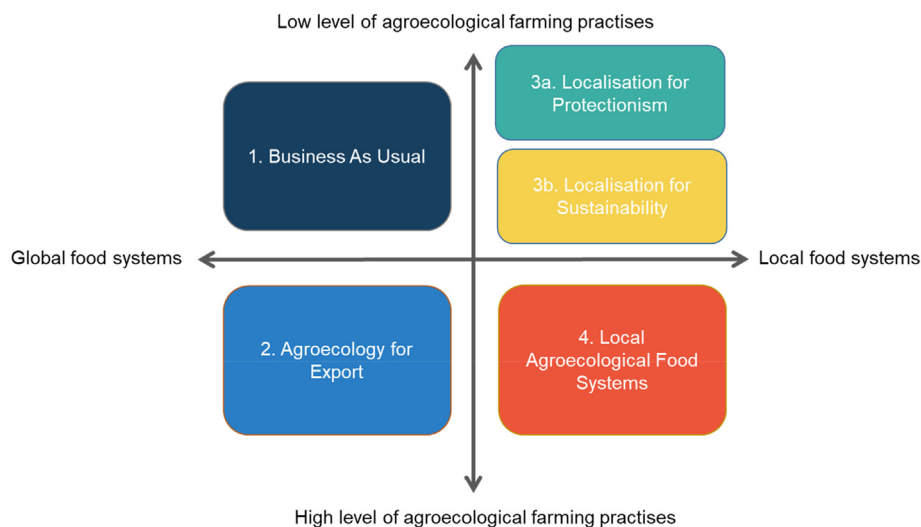 Low level of agroecological farming practises
3a. Localisation for
Protectionism
1. Business As Usual
3b. Localisation for
Sustainability
Global food systems
Local food systems
2. Agroecology for
Export
4. Local
Agroecological Food
Systems
High level of agroecological farming practises